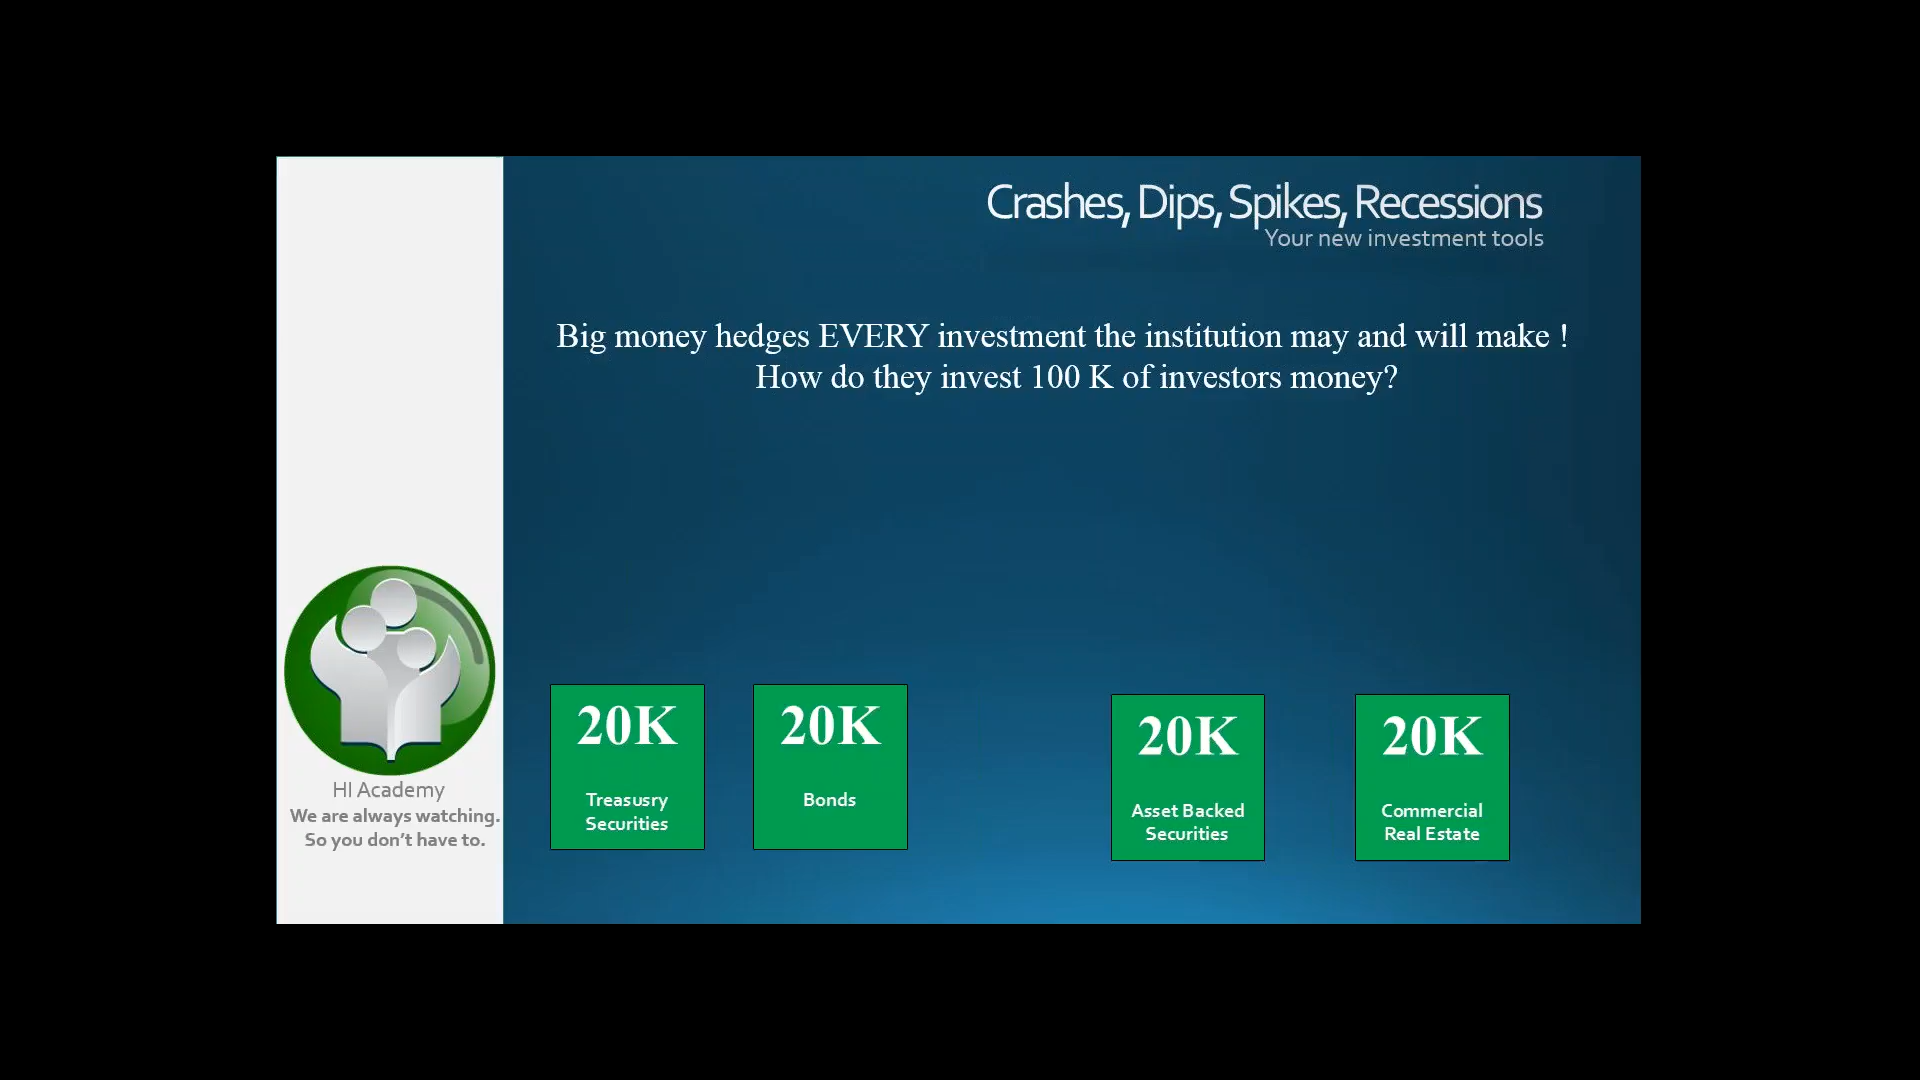 Crashes, Dips, Spikes, Recessions
Your new investment tools
Big money hedges EVERY investment the institution may and will make !
How do they invest 100 K of investors money?
20K
Treasusry
Securities
20K
Bonds
20K
Asset Backed
Securities
20K
Commercial
Real Estate
HI Academy
We are always watching.
So you don’t have to.